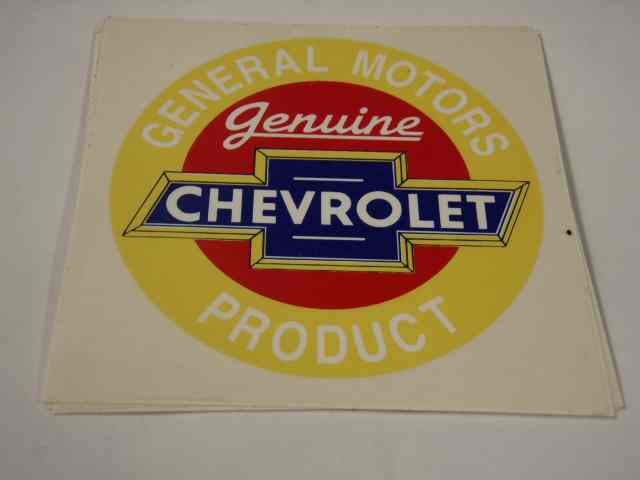 GENERAL MOTORS
Genuine
CHEVROLET
PRODUCT